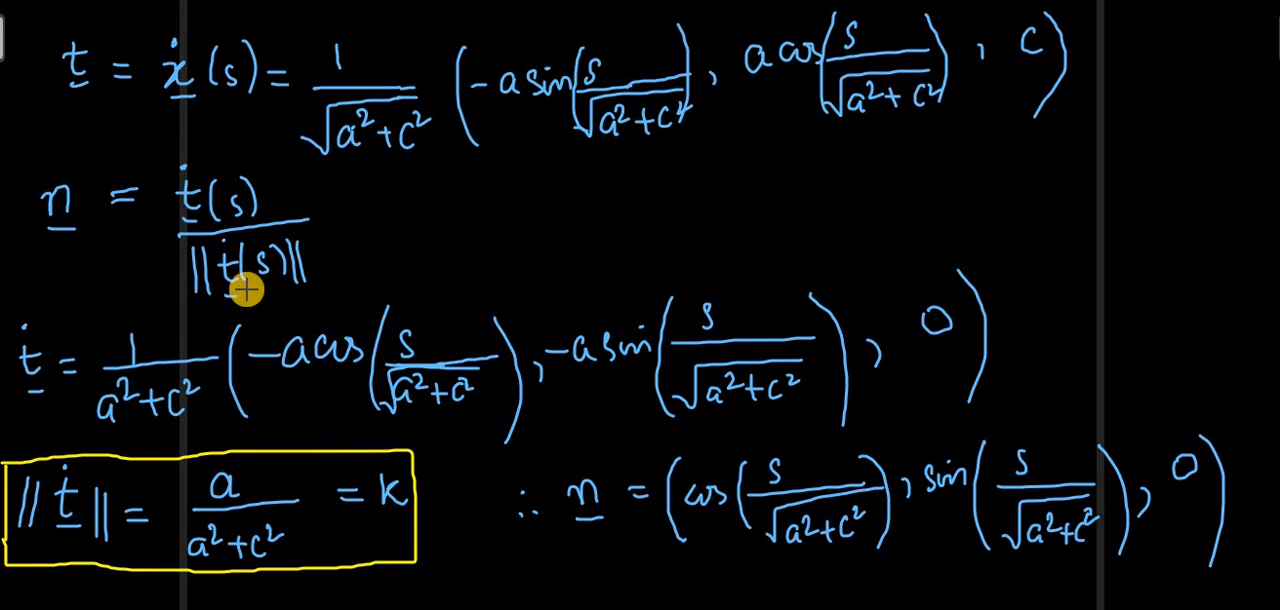 t̲ = ẋ̲(s) = 1/√(a²+c²) (-a sin(s/√(a²+c²)), a cos(s/√(a²+c²)), c)
n̲ = ṫ̲(s)/||ṫ̲(s)||
ṫ̲ = 1/(a²+c²) (-a cos(s/√(a²+c²)), -a sin(s/√(a²+c²)), 0)
||ṫ̲|| = a/(a²+c²) = k ∴ n̲ = (cos(s/√(a²+c²)), sin(s/√(a²+c²)), 0)